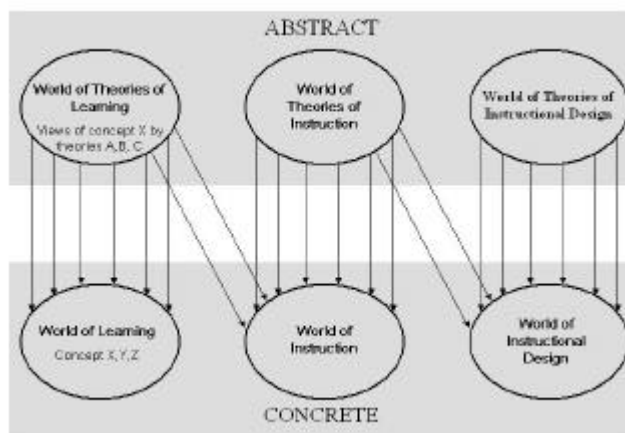 ABSTRACT
World of Theories of
Learning
Views of concept X by
theories A,B, C
World of
Theories of
Instruction
World of Theories of
Instructional Design
World of Learning
Concept X,Y,Z
World of
Instruction
World of
Instructional
Design
CONCRETE